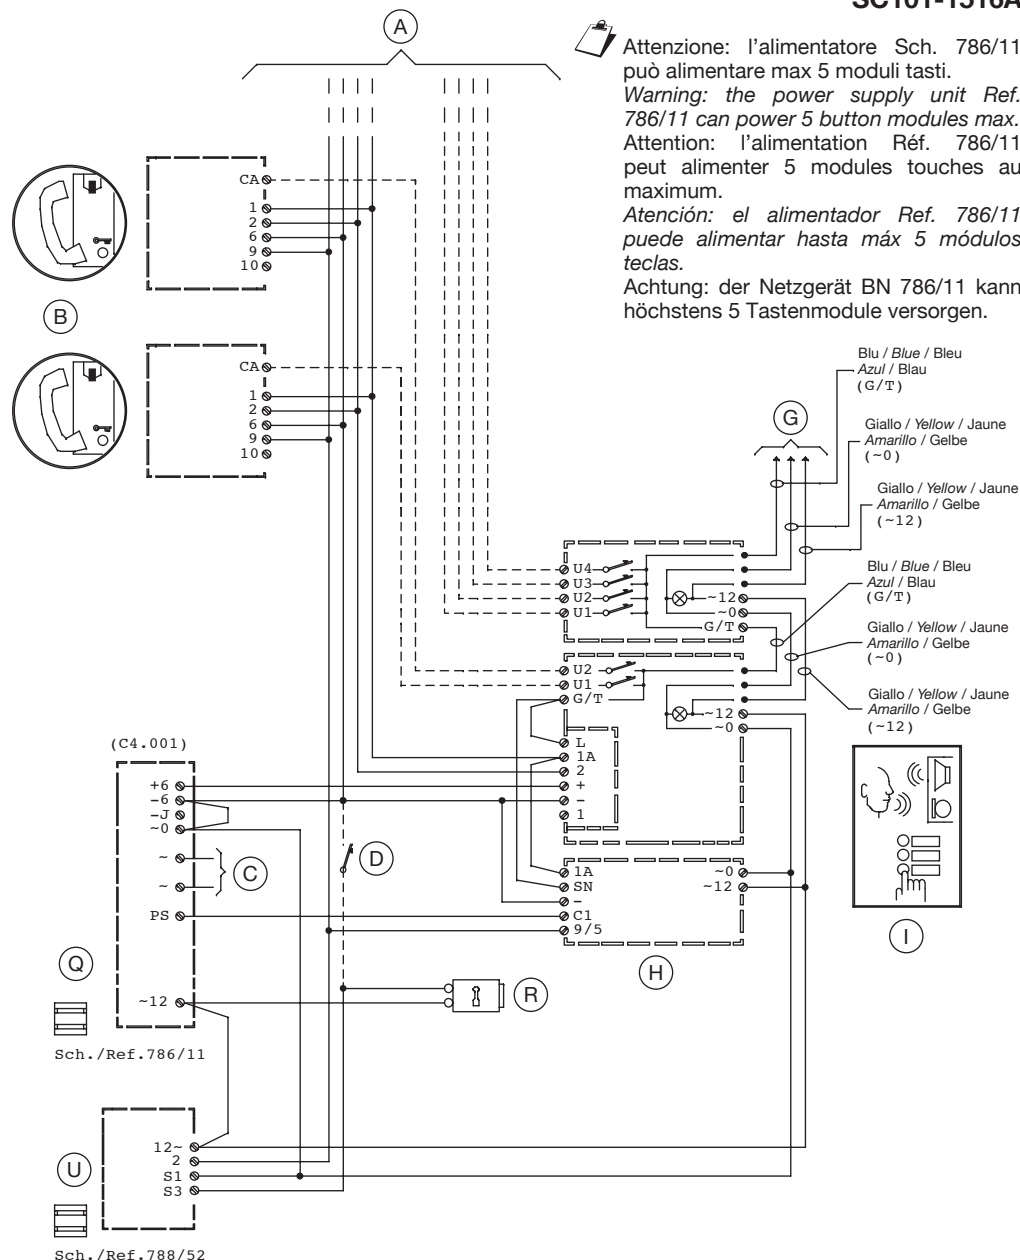 SC101-1516A
A
Attenzione: l'alimentatore Sch. 786/11
può alimentare max 5 moduli tasti.
Warning: the power supply unit Ref.
786/11 can power 5 button modules max.
Attention: l'alimentation Réf. 786/11
peut alimenter 5 modules touches au
maximum.
Atención: el alimentador Ref. 786/11
puede alimentar hasta máx 5 módulos
teclas.
Achtung: der Netzgerät BN 786/11 kann
höchstens 5 Tastenmodule versorgen.
CA
1
2
6
9
10
B
CA
1
2
6
9
10
G
Blu / Blue / Bleu
Azul / Blau
(G/T)
Giallo / Yellow / Jaune
Amarillo / Gelbe
(~0)
Giallo / Yellow / Jaune
Amarillo / Gelbe
(~12)
Blu / Blue / Bleu
Azul / Blau
(G/T)
Giallo / Yellow / Jaune
Amarillo / Gelbe
(~0)
Giallo / Yellow / Jaune
Amarillo / Gelbe
(~12)
U4
U3
U2
U1
~12
~0
G/T
U2
U1
G/T
~12
~0
L
1A
2
+
-
1
1A
SN
-
C1
9/5
~0
~12
H
I
(C4.001)
+6
-6
-J
~0
~
~
PS
~12
C
D
Q
R
Sch./Ref.786/11
12~
2
S1
S3
U
Sch./Ref.788/52